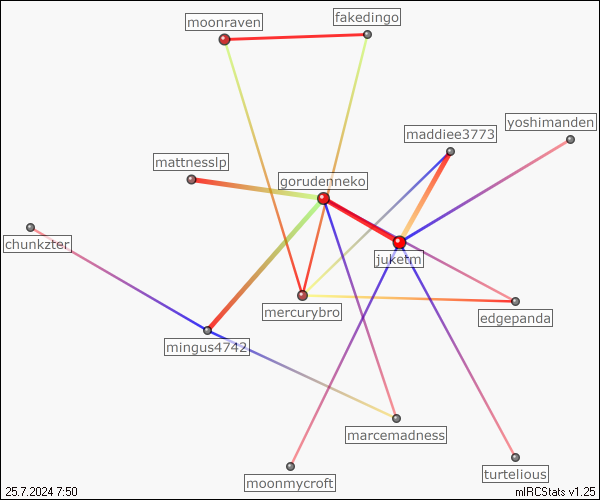 fakedingo
moonraven
yoshimanden
maddiee3773
mattnesslp
gorudenneko
chunkzter
juketm
mercurybro
edgepanda
mingus4742
marcemadness
turtelious
moonmycroft
25.7.2024 7:50
mIRCStats v1.25